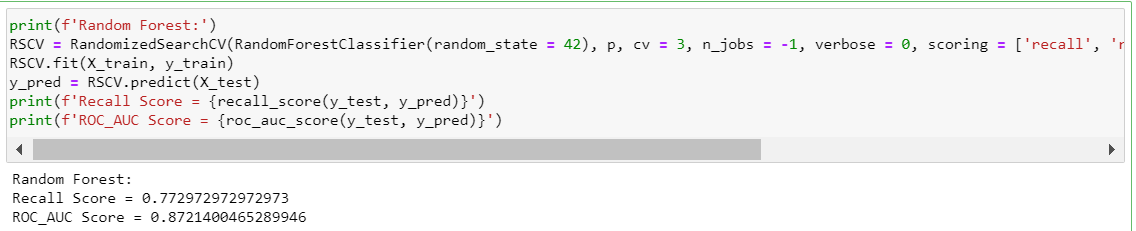 print(f'Random Forest:')
RSCV = RandomizedSearchCV(RandomForestClassifier(random_state = 42), p, cv = 3, n_jobs = -1, verbose = 0, scoring = ['recall', '
RSCV.fit(X_train, y_train)
y_pred = RSCV.predict(X_test)
print(f'Recall Score = {recall_score(y_test, y_pred)}')
print(f'ROC_AUC Score = {roc_auc_score(y_test, y_pred)}')
Random Forest:
Recall Score = 0.772972972972973
ROC_AUC Score = 0.8721400465289946